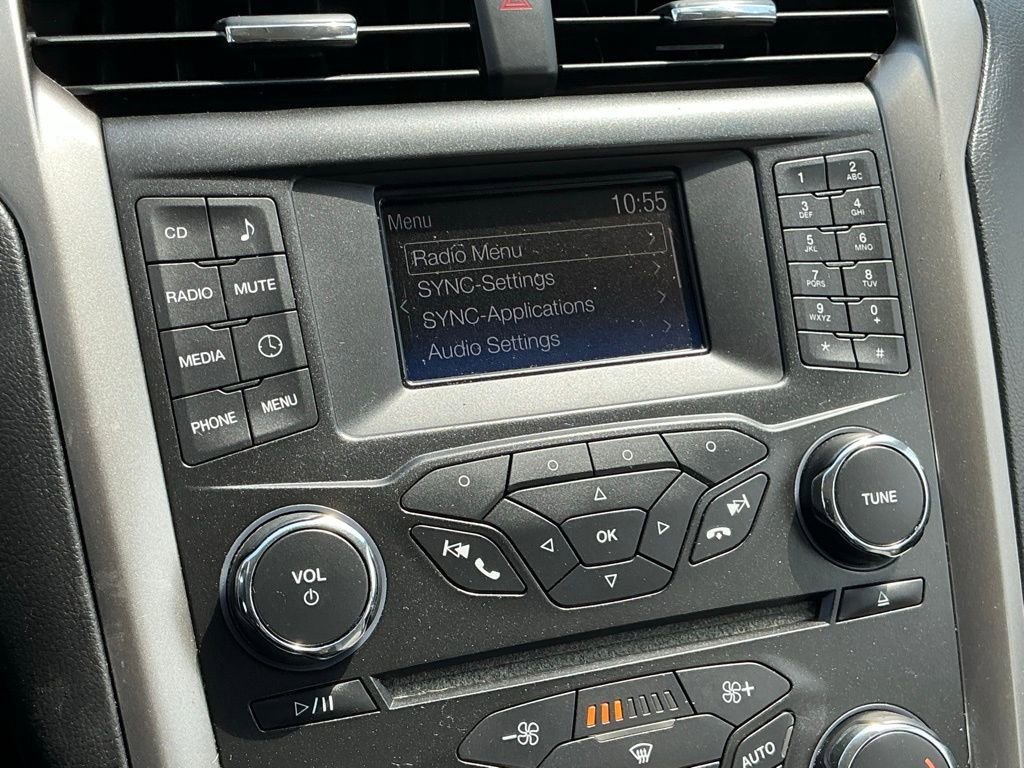 CD
RADIO
MUTE
MEDIA
PHONE
MENU
Menu
10:55
Radio Menu
SYNC-Settings
SYNC-Applications
Audio Settings
1
2
ABC
3
DEF
4
GHI
5
JKL
6
MNO
7
PQRS
8
TUV
9
WXYZ
0
+
*
#
OK
VOL
TUNE
AUTO